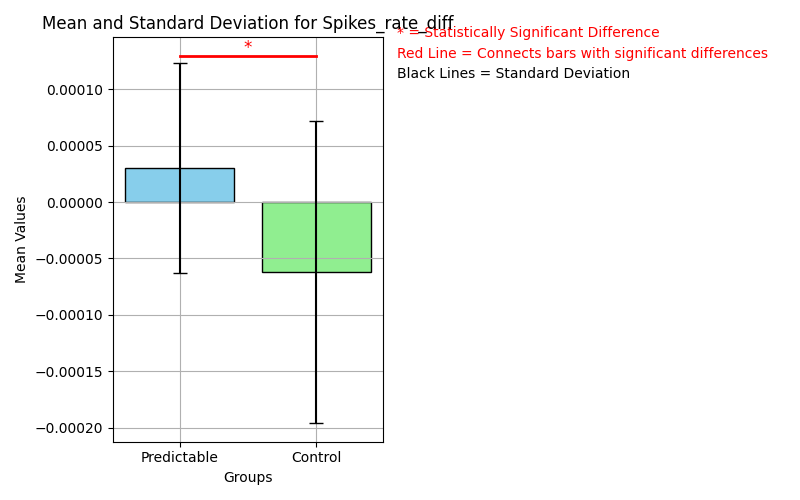 Mean and Standard Deviation for Spikes_rate_diff
* = Statistically Significant Difference
Red Line = Connects bars with significant differences
Black Lines = Standard Deviation
*
0.00010
0.00005
0.00000
−0.00005
−0.00010
−0.00015
−0.00020
Mean Values
Predictable
Control
Groups